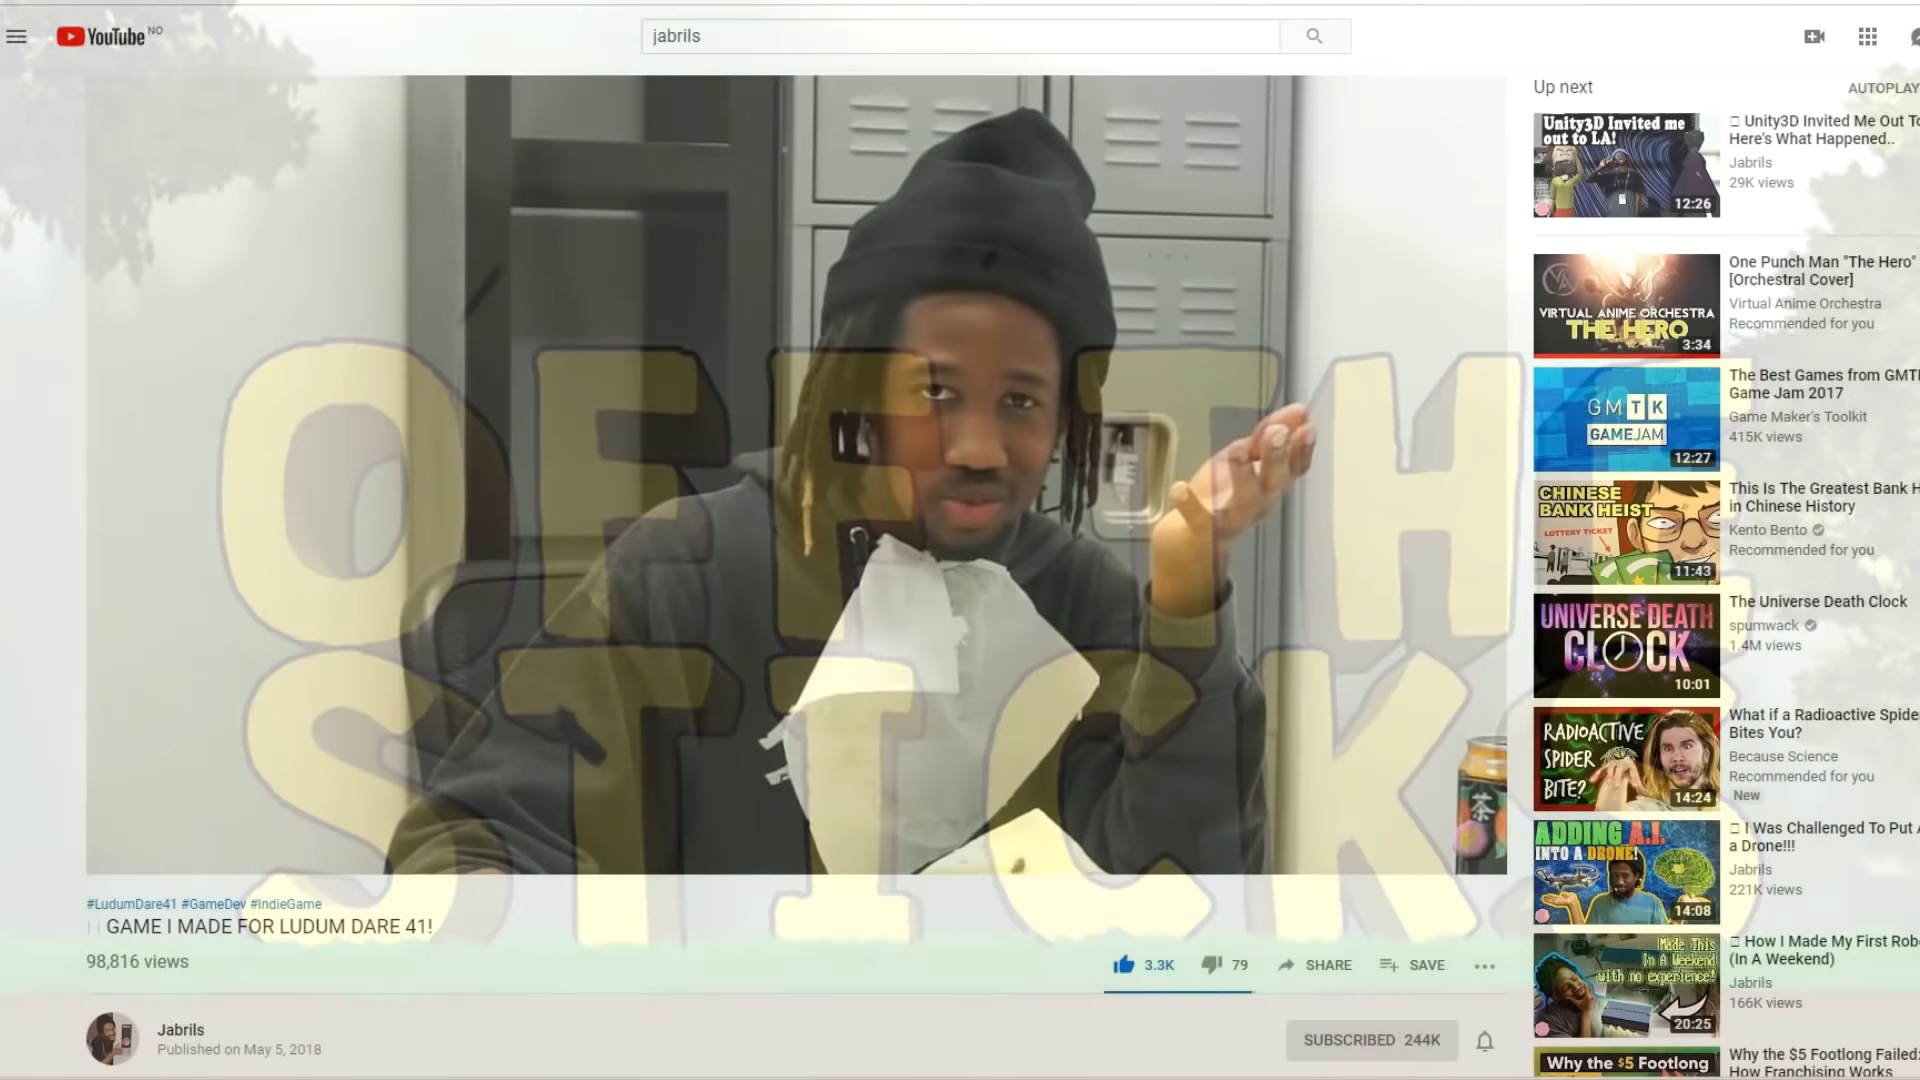 YouTube NO
jabrils
OFF THE
STICKS
#LudumDare41 #GameDev #IndieGame
GAME I MADE FOR LUDUM DARE 41!
98,816 views
3.3K
79
SHARE
SAVE
Jabrils
Published on May 5, 2018
SUBSCRIBED 244K
茶
Up next
AUTOPLAY
Unity3D Invited me
out to LA!
12:26
Unity3D Invited Me Out To
Here's What Happened..
Jabrils
29K views
VIRTUAL ANIME ORCHESTRA
THE HERO
3:34
One Punch Man "The Hero"
[Orchestral Cover]
Virtual Anime Orchestra
Recommended for you
GMTK
GAMEJAM
12:27
The Best Games from GMTK
Game Jam 2017
Game Maker's Toolkit
415K views
CHINESE
BANK HEIST
LOTTERY TICKET
11:43
This Is The Greatest Bank H
in Chinese History
Kento Bento
Recommended for you
UNIVERSE DEATH
CLOCK
10:01
The Universe Death Clock
spumwack
1.4M views
RADIOACTIVE
SPIDER
BITE?
14:24
What if a Radioactive Spide
Bites You?
Because Science
Recommended for you
New
ADDING A.I.
INTO A DRONE!
14:08
I Was Challenged To Put A
a Drone!!!
Jabrils
221K views
Made This
In A Weekend
with no experience!
20:25
How I Made My First Rob
(In A Weekend)
Jabrils
166K views
Why the $5 Footlong
Why the $5 Footlong Failed:
How Franchising Works